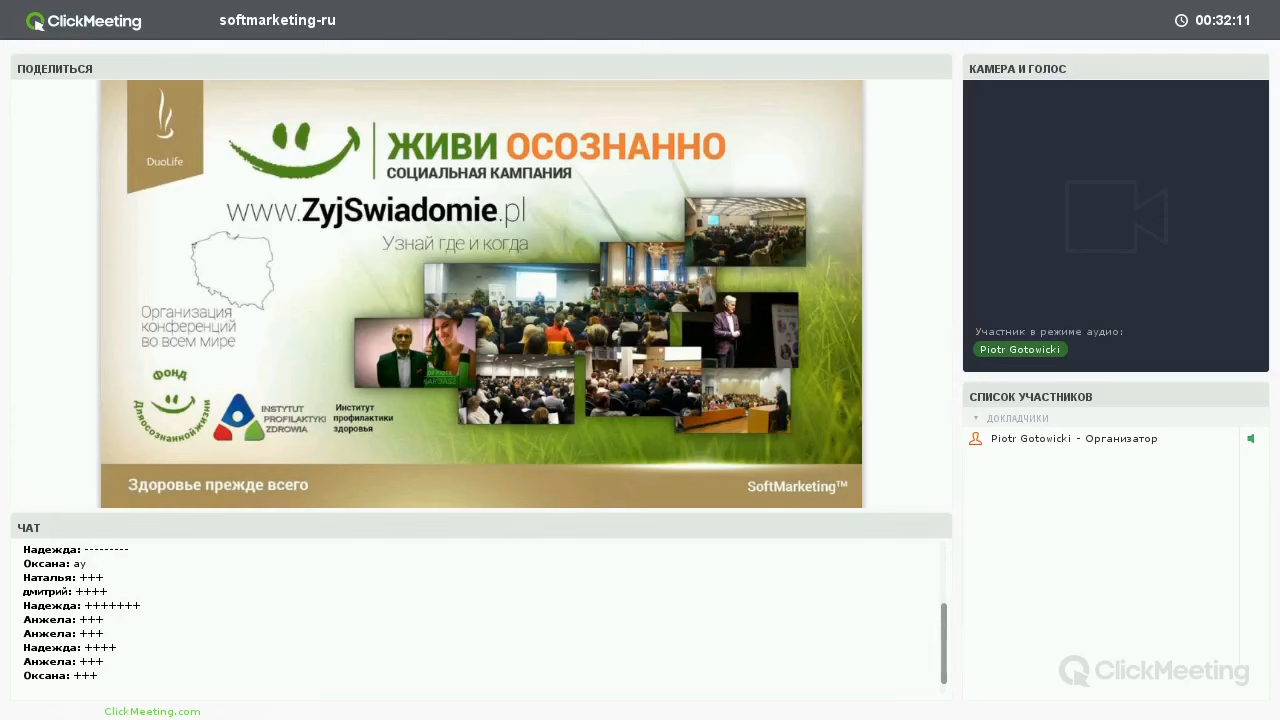 ClickMeeting
softmarketing-ru
00:32:11
ПОДЕЛИТЬСЯ
DuoLife
ЖИВИ ОСОЗНАННО
СОЦИАЛЬНАЯ КАМПАНИЯ
www.ZyjSwiadomie.pl
Узнай где и когда
Организация
конференций
во всем мире
ФОНД
Для осознанной жизни
INSTYTUT
PROFILAKTYKI
ZDROWIA
Институт
профилактики
здоровья
Здоровье прежде всего
SoftMarketing™
КАМЕРА И ГОЛОС
Участник в режиме аудио:
Piotr Gotowicki
СПИСОК УЧАСТНИКОВ
ДОКЛАДЧИКИ
Piotr Gotowicki - Организатор
ЧАТ
Надежда: ---------
Оксана: ау
Наталья: +++
дмитрий: ++++
Надежда: +++++++
Анжела: +++
Анжела: +++
Надежда: ++++
Анжела: +++
Оксана: +++
ClickMeeting
ClickMeeting.com